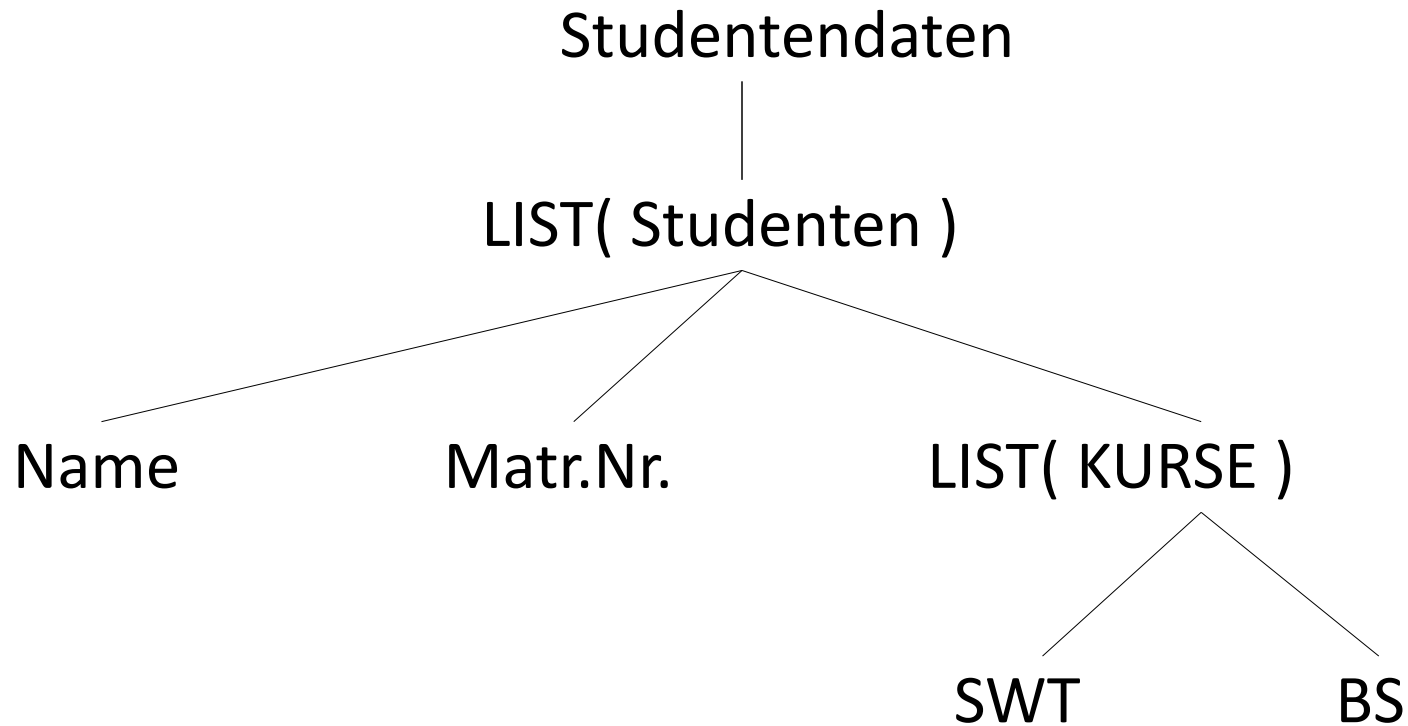 Studentendaten
LIST( Studenten )
Name Matr.Nr. LIST( KURSE )
SWT BS